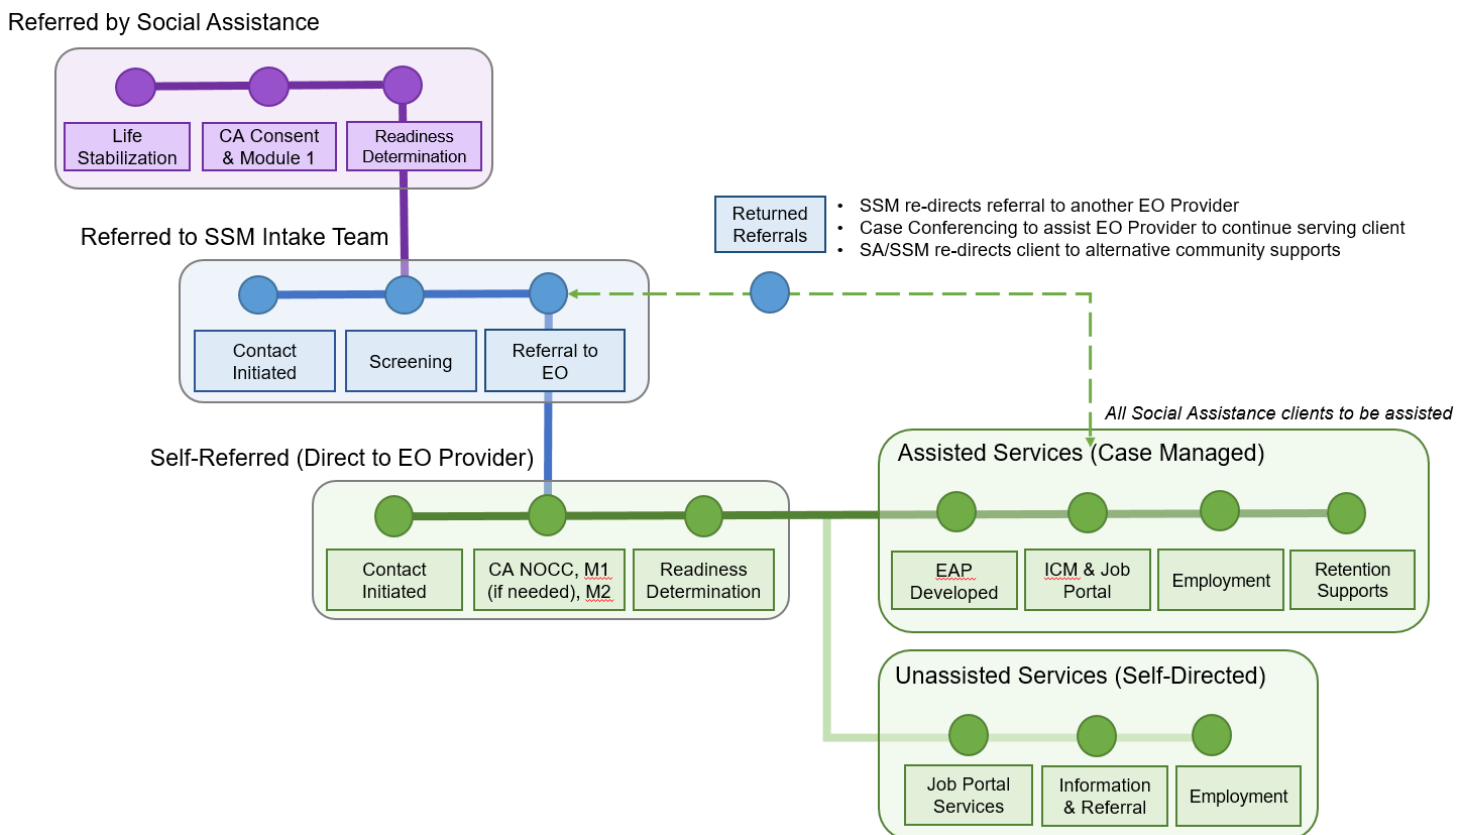 Referred by Social Assistance
Life
Stabilization
CA Consent
& Module 1
Readiness
Determination
Referred to SSM Intake Team
Contact
Initiated
Screening
Referral to
EO
Returned
Referrals
• SSM re-directs referral to another EO Provider
• Case Conferencing to assist EO Provider to continue serving client
• SA/SSM re-directs client to alternative community supports
Self-Referred (Direct to EO Provider)
Contact
Initiated
CA NOCC, M1
(if needed), M2
Readiness
Determination
All Social Assistance clients to be assisted
Assisted Services (Case Managed)
EAP
Developed
ICM & Job
Portal
Employment
Retention
Supports
Unassisted Services (Self-Directed)
Job Portal
Services
Information
& Referral
Employment